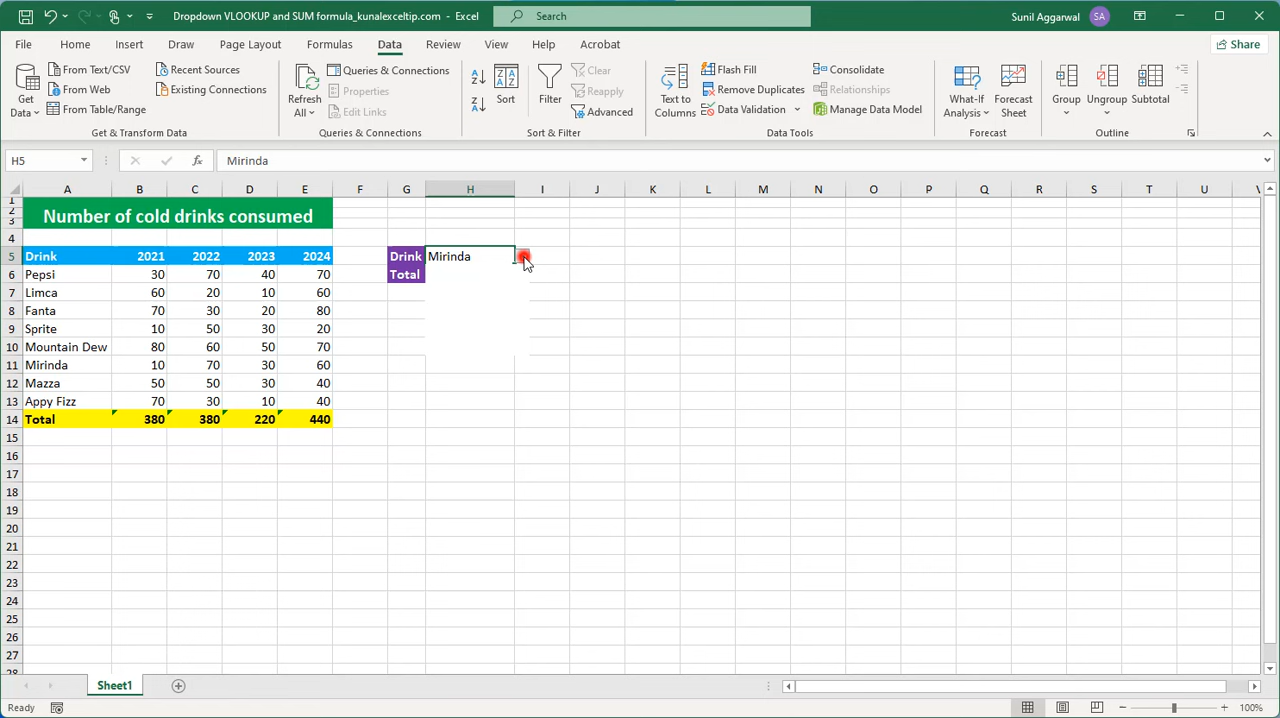 Dropdown VLOOKUP and SUM formula_kunalexceltip.com - Excel
Search
Sunil Aggarwal SA
File Home Insert Draw Page Layout Formulas Data Review View Help Acrobat Share
Get Data
From Text/CSV
From Web
From Table/Range
Recent Sources
Existing Connections
Get & Transform Data
Refresh All
Queries & Connections
Properties
Edit Links
Queries & Connections
Sort
Filter
Clear
Reapply
Advanced
Sort & Filter
Text to Columns
Flash Fill
Remove Duplicates
Data Validation
Consolidate
Relationships
Manage Data Model
Data Tools
What-If Analysis
Forecast Sheet
Forecast
Group
Ungroup
Subtotal
Outline
H5 fx Mirinda
A B C D E F G H I J K L M N O P Q R S T U V
1
2
3 Number of cold drinks consumed
4
5 Drink 2021 2022 2023 2024 Drink Mirinda
6 Pepsi 30 70 40 70 Total
7 Limca 60 20 10 60
8 Fanta 70 30 20 80
9 Sprite 10 50 30 20
10 Mountain Dew 80 60 50 70
11 Mirinda 10 70 30 60
12 Mazza 50 50 30 40
13 Appy Fizz 70 30 10 40
14 Total 380 380 220 440
15
16
17
18
19
20
21
22
23
24
25
26
27
28
Sheet1
Ready 100%